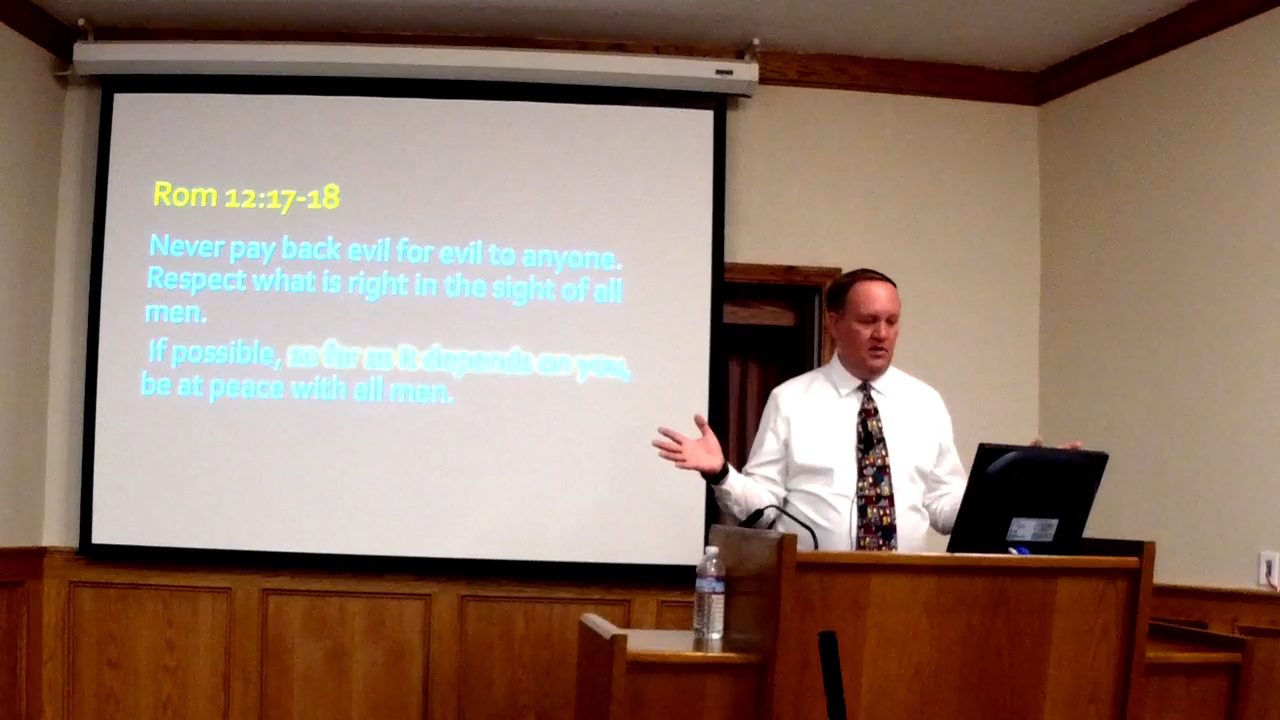 Rom 12:17-18
Never pay back evil for evil to anyone.
Respect what is right in the sight of all
men.
If possible, so far as it depends on you,
be at peace with all men.